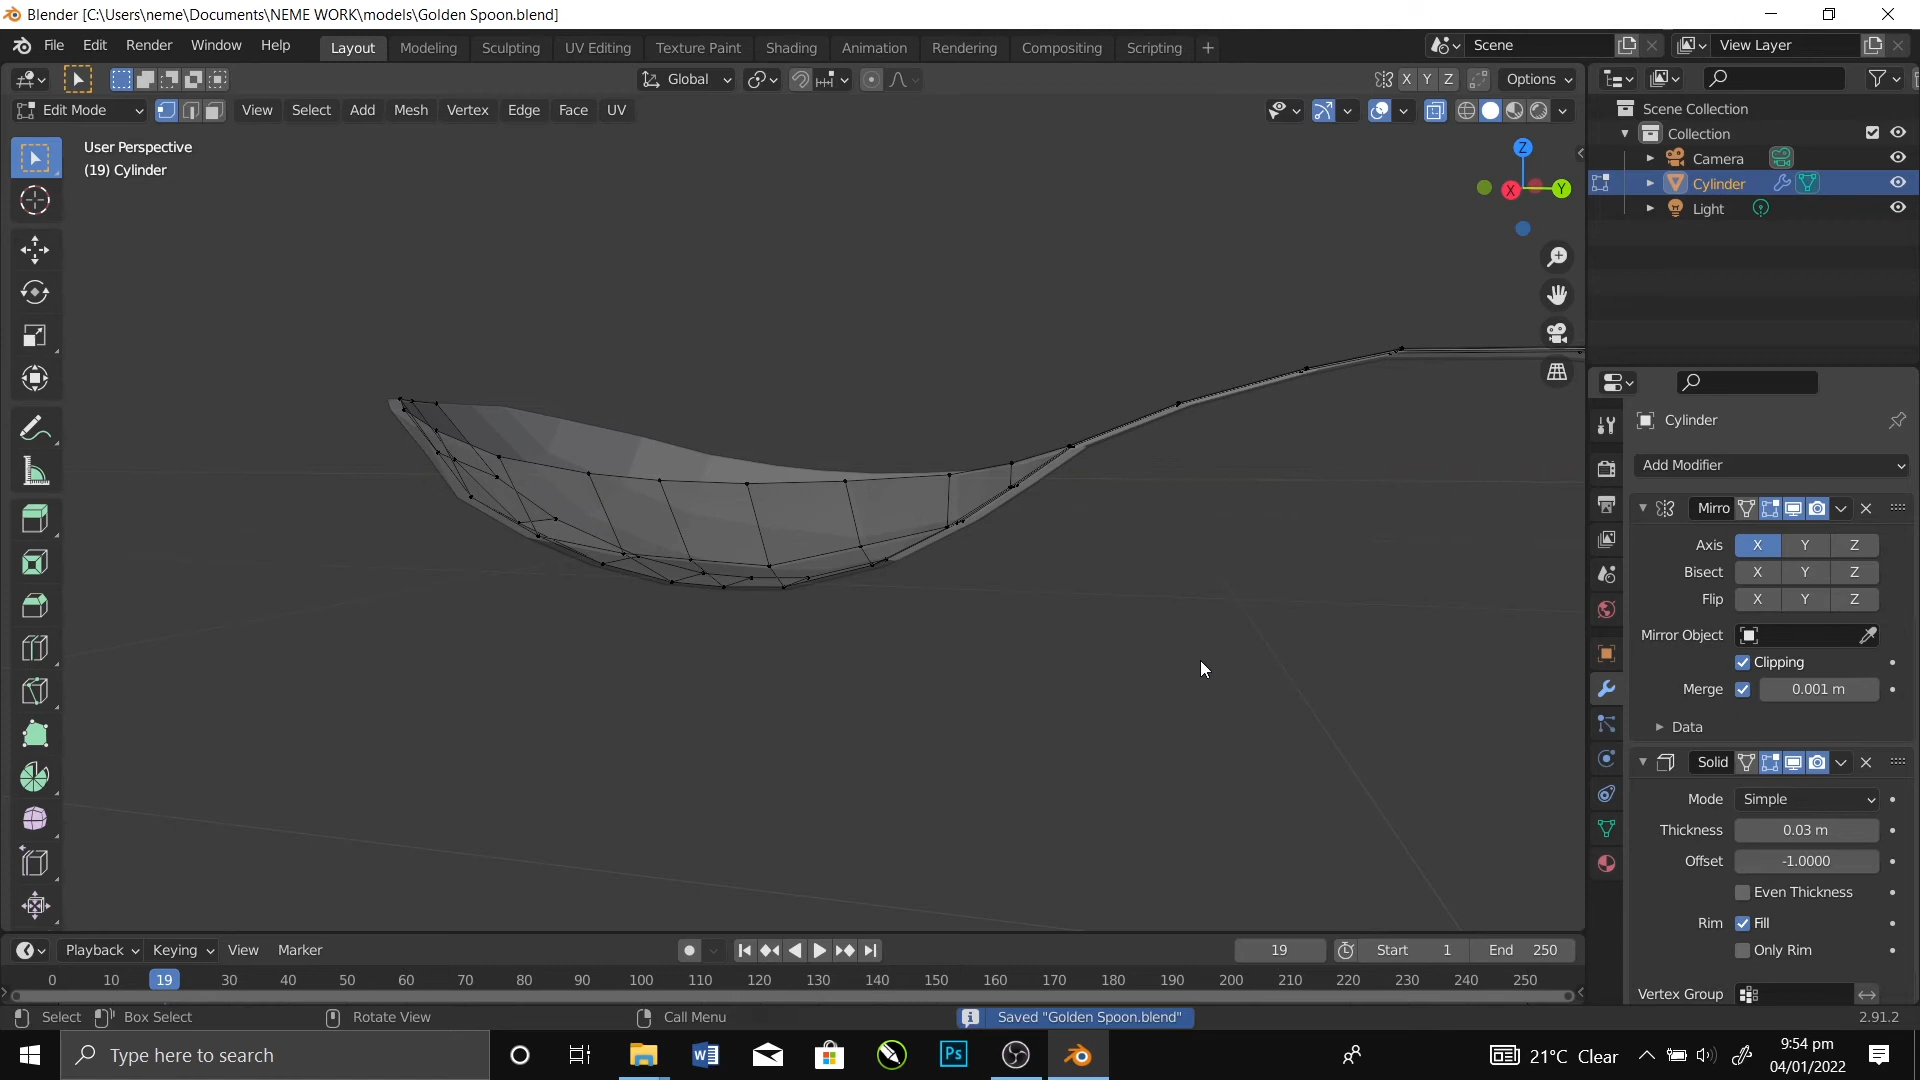 Blender [C:\Users\neme\Documents\NEME WORK\models\Golden Spoon.blend]
File Edit Render Window Help
Layout Modeling Sculpting UV Editing Texture Paint Shading Animation Rendering Compositing Scripting +
Scene
View Layer
Global
X Y Z
Options
Edit Mode
View Select Add Mesh Vertex Edge Face UV
User Perspective
(19) Cylinder
Z
X
Y
Scene Collection
Collection
Camera
Cylinder
Light
Cylinder
Add Modifier
Mirro
Axis X Y Z
Bisect X Y Z
Flip X Y Z
Mirror Object
Clipping
Merge 0.001 m
Data
Solid
Mode Simple
Thickness 0.03 m
Offset -1.0000
Even Thickness
Rim Fill
Only Rim
Vertex Group
Playback Keying View Marker
19
Start 1
End 250
0 10 19 30 40 50 60 70 80 90 100 110 120 130 140 150 160 170 180 190 200 210 220 230 240 250
Select Box Select Rotate View Call Menu
Saved "Golden Spoon.blend"
2.91.2
Type here to search
Ps
21°C Clear
9:54 pm
04/01/2022